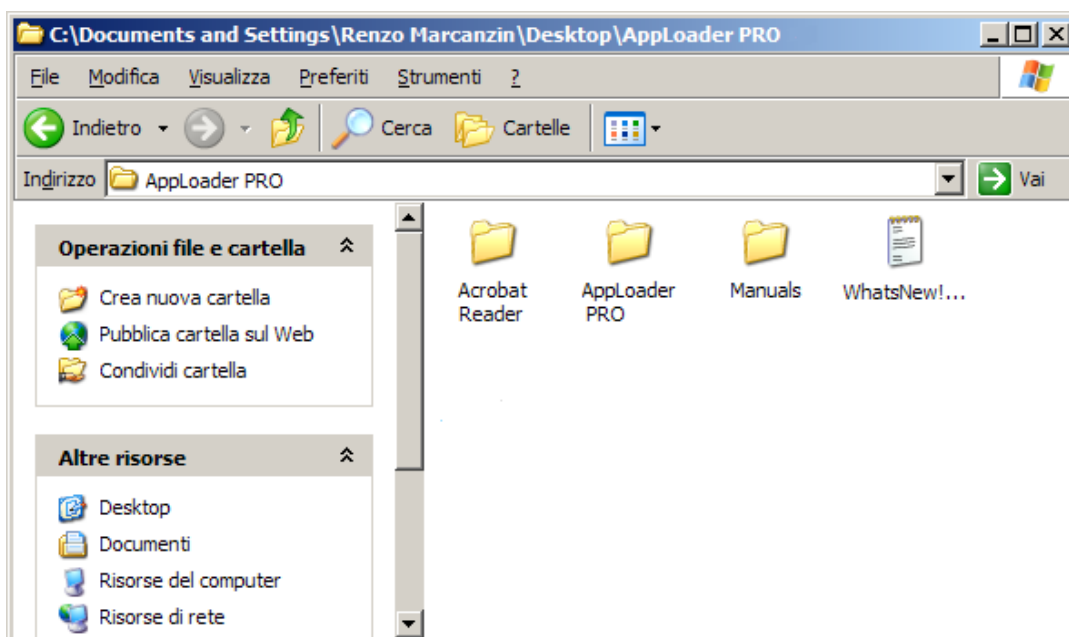 C:\Documents and Settings\Renzo Marcanzin\Desktop\AppLoader PRO
File Modifica Visualizza Preferiti Strumenti ?
Indietro Cerca Cartelle
Indirizzo AppLoader PRO Vai
Operazioni file e cartella
Crea nuova cartella
Pubblica cartella sul Web
Condividi cartella
Altre risorse
Desktop
Documenti
Risorse del computer
Risorse di rete
Acrobat
Reader
AppLoader
PRO
Manuals
WhatsNew!...